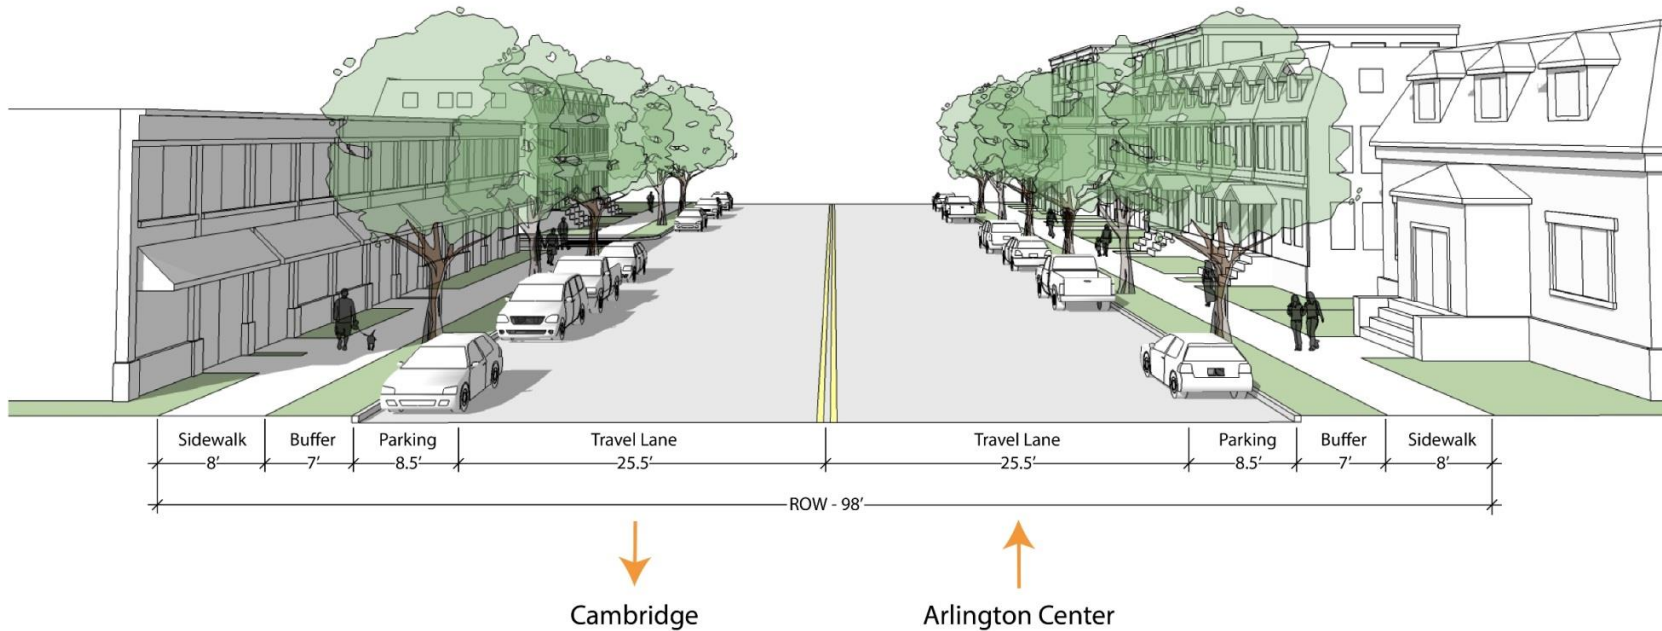 Sidewalk Buffer Parking Travel Lane Travel Lane Parking Buffer Sidewalk
8’ 7’ 8.5’ 25.5’ 25.5’ 8.5’ 7’ 8’
ROW - 98’
Cambridge Arlington Center